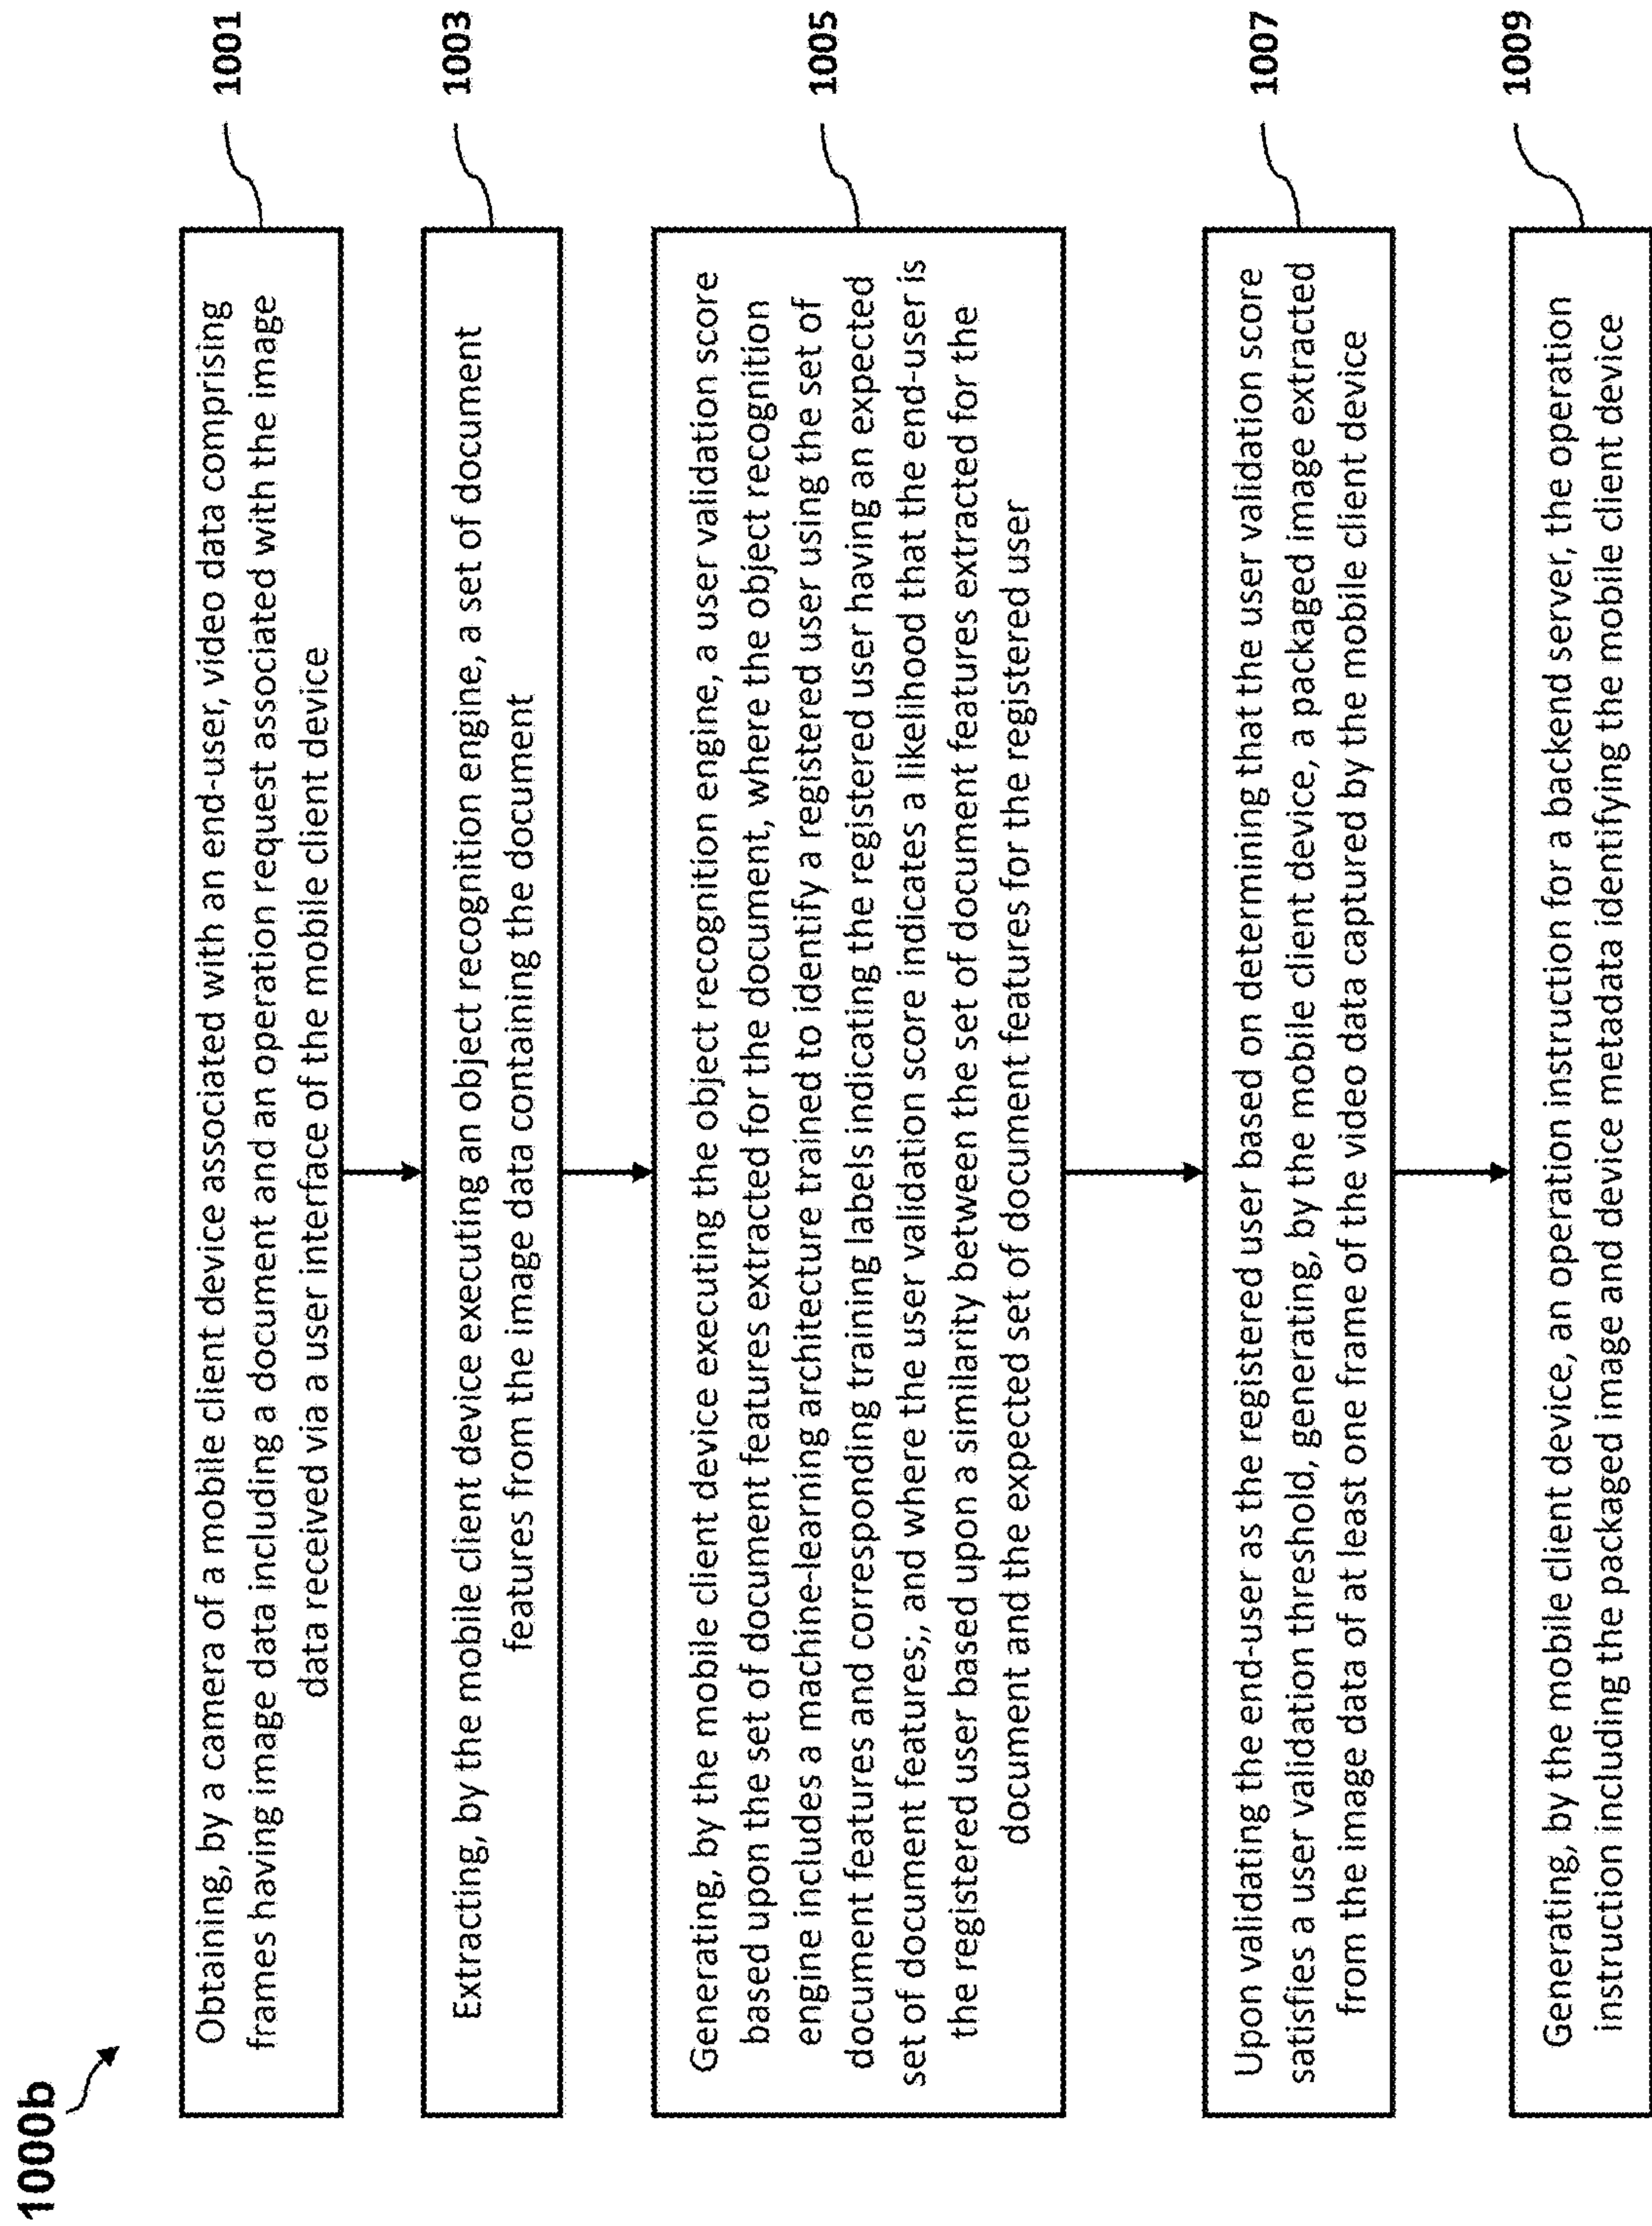 1000b
Obtaining, by a camera of a mobile client device associated with an end-user, video data comprising
frames having image data including a document and an operation request associated with the image
data received via a user interface of the mobile client device
1001
Extracting, by the mobile client device executing an object recognition engine, a set of document
features from the image data containing the document
1003
Generating, by the mobile client device executing the object recognition engine, a user validation score
based upon the set of document features extracted for the document, where the object recognition
engine includes a machine-learning architecture trained to identify a registered user using the set of
document features and corresponding training labels indicating the registered user having an expected
set of document features;, and where the user validation score indicates a likelihood that the end-user is
the registered user based upon a similarity between the set of document features extracted for the
document and the expected set of document features for the registered user
1005
Upon validating the end-user as the registered user based on determining that the user validation score
satisfies a user validation threshold, generating, by the mobile client device, a packaged image extracted
from the image data of at least one frame of the video data captured by the mobile client device
1007
Generating, by the mobile client device, an operation instruction for a backend server, the operation
instruction including the packaged image and device metadata identifying the mobile client device
1009